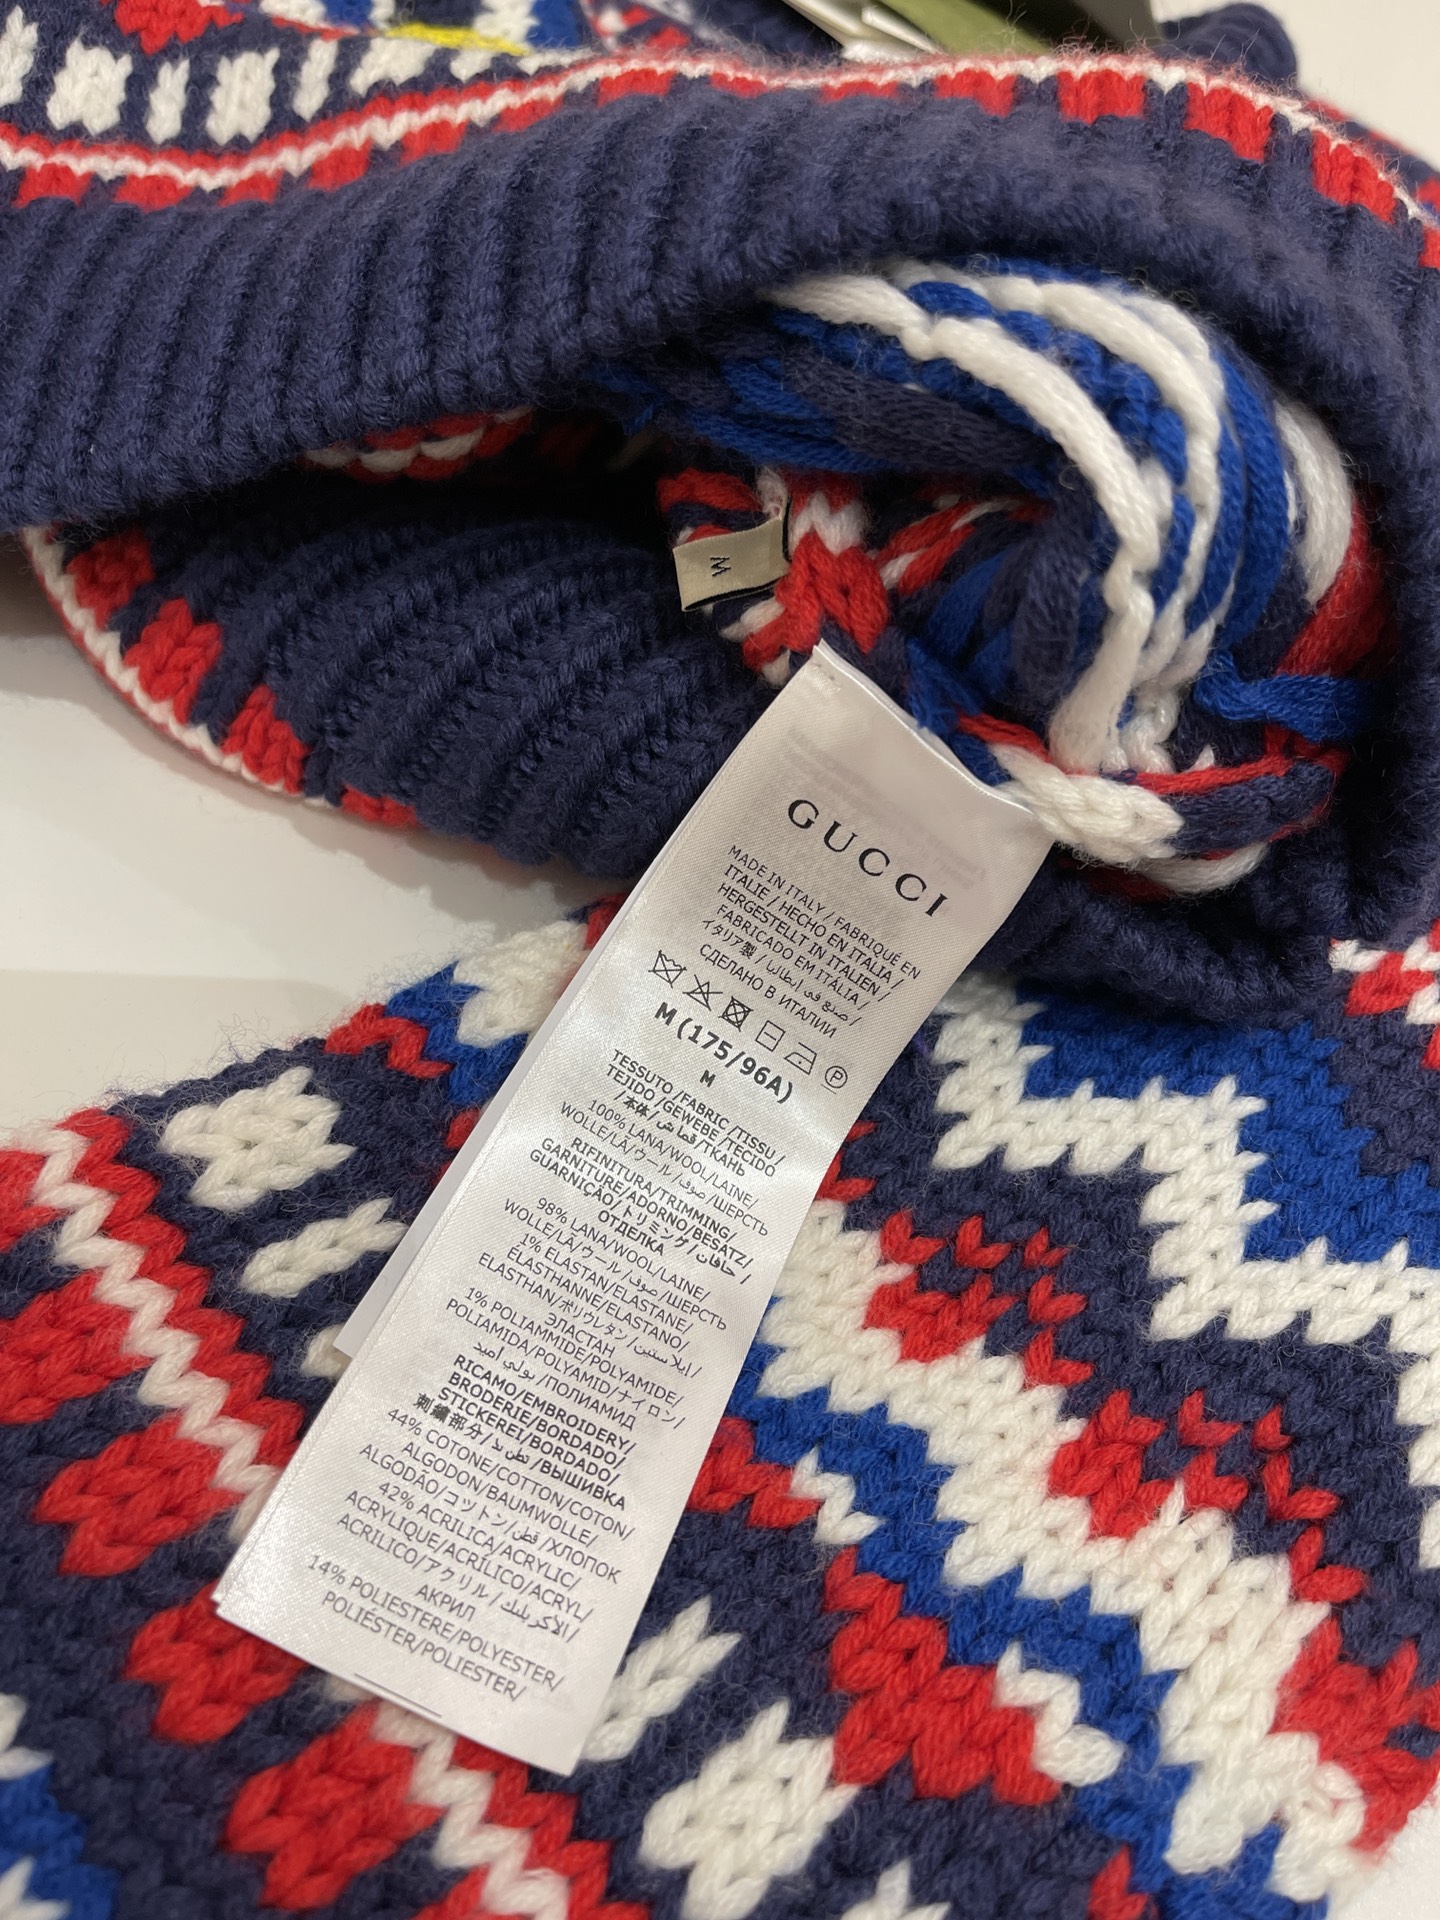 M
GUCCI
MADE IN ITALY / FABRIQUÉ EN
ITALIE / HECHO EN ITALIA /
HERGESTELLT IN ITALIEN /
FABRICADO EM ITÁLIA /
イタリア製 / صنع في إيطاليا /
СДЕЛАНО В ИТАЛИИ
P
M (175/96A)
M
TESSUTO /FABRIC /TISSU /
TEJIDO /GEWEBE /TECIDO
/本体/ قماش /ТКАНЬ
100% LANA/WOOL/LAINE/
WOLLE/LÃ/ウール/ صوف /ШЕРСТЬ
RIFINITURA/TRIMMING/
GARNITURE/ADORNO/BESATZ/
GUARNIÇÃO/トリミング/ حافات /
ОТДЕЛКА
98% LANA/WOOL/LAINE/
WOLLE/LÃ/ウール/ صوف /ШЕРСТЬ
1% ELASTAN/ELASTANE/
ÉLASTHANNE/ELASTANO/
ELASTHAN/ポリウレタン/ ايلاستين /
ЭЛАСТАН
1% POLIAMMIDE/POLYAMIDE/
POLIAMIDA/POLYAMID/ナイロン/
بولي أميد /ПОЛИАМИД
RICAMO/EMBROIDERY/
BRODERIE/BORDADO/
STICKEREI/BORDADO/
刺繍部分/ تطريز /ВЫШИВКА
44% COTONE/COTTON/COTON/
ALGODON/BAUMWOLLE/
ALGODÃO/コットン/ قطن /ХЛОПОК
42% ACRILICA/ACRYLIC/
ACRYLIQUE/ACRÍLICO/ACRYL/
ACRILICO/アクリル/ الأكريليك /
АКРИЛ
14% POLIESTERE/POLYESTER/
POLIÉSTER/POLIESTER/